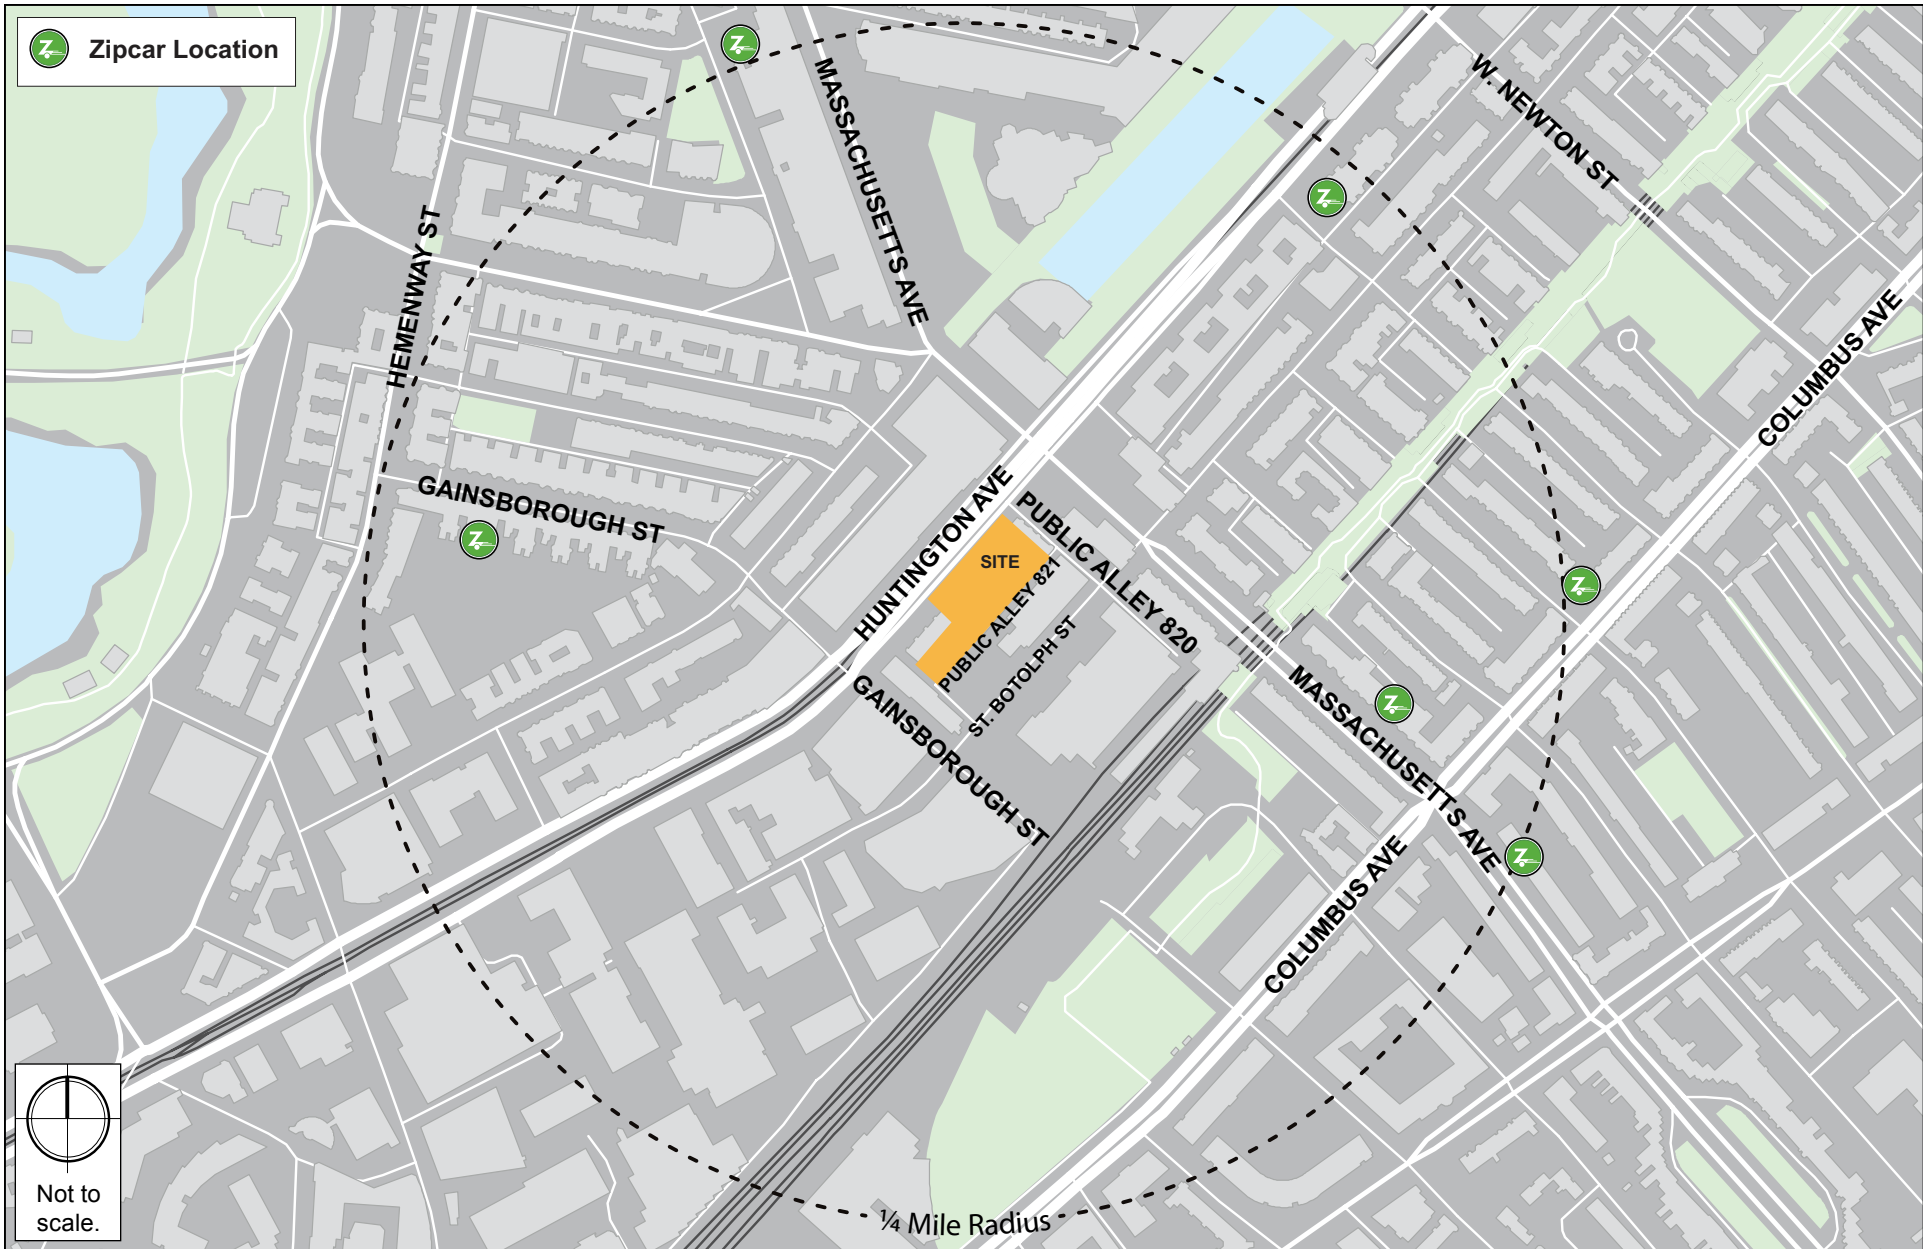 Zipcar Location
MASSACHUSETTS AVE
W. NEWTON ST
HEMENWAY ST
COLUMBUS AVE
GAINSBOROUGH ST
HUNTINGTON AVE
SITE
PUBLIC ALLEY 820
PUBLIC ALLEY 821
ST. BOTOLPH ST
GAINSBOROUGH ST
MASSACHUSETTS AVE
COLUMBUS AVE
Not to
scale.
¼ Mile Radius